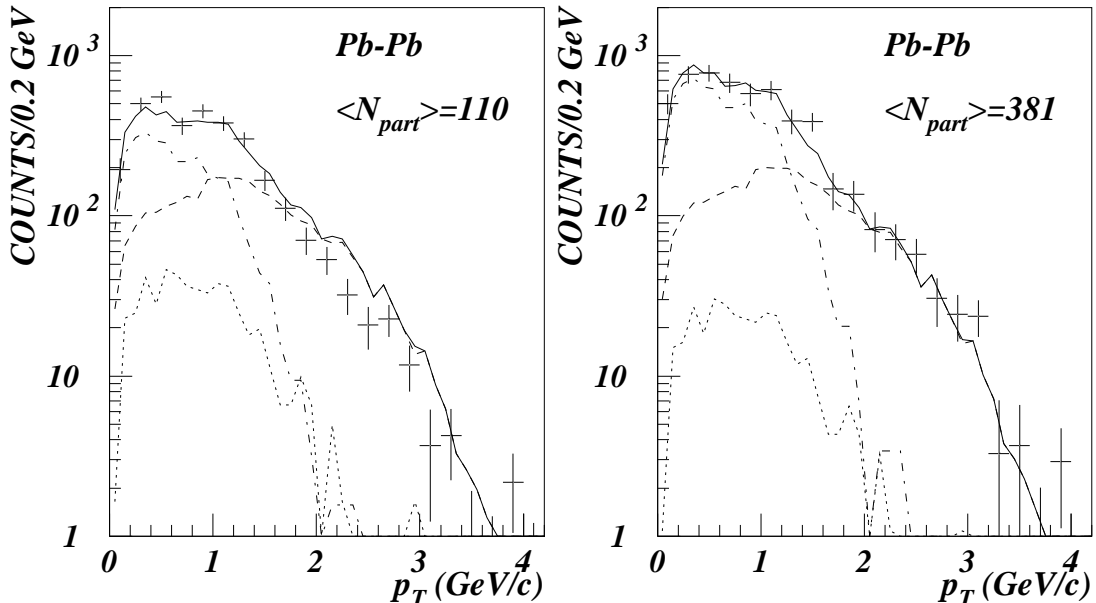 COUNTS/0.2 GeV
10³
10²
10
1
Pb-Pb
<N_part>=110
0 1 2 3 4
p_T (GeV/c)
COUNTS/0.2 GeV
10³
10²
10
1
Pb-Pb
<N_part>=381
0 1 2 3 4
p_T (GeV/c)